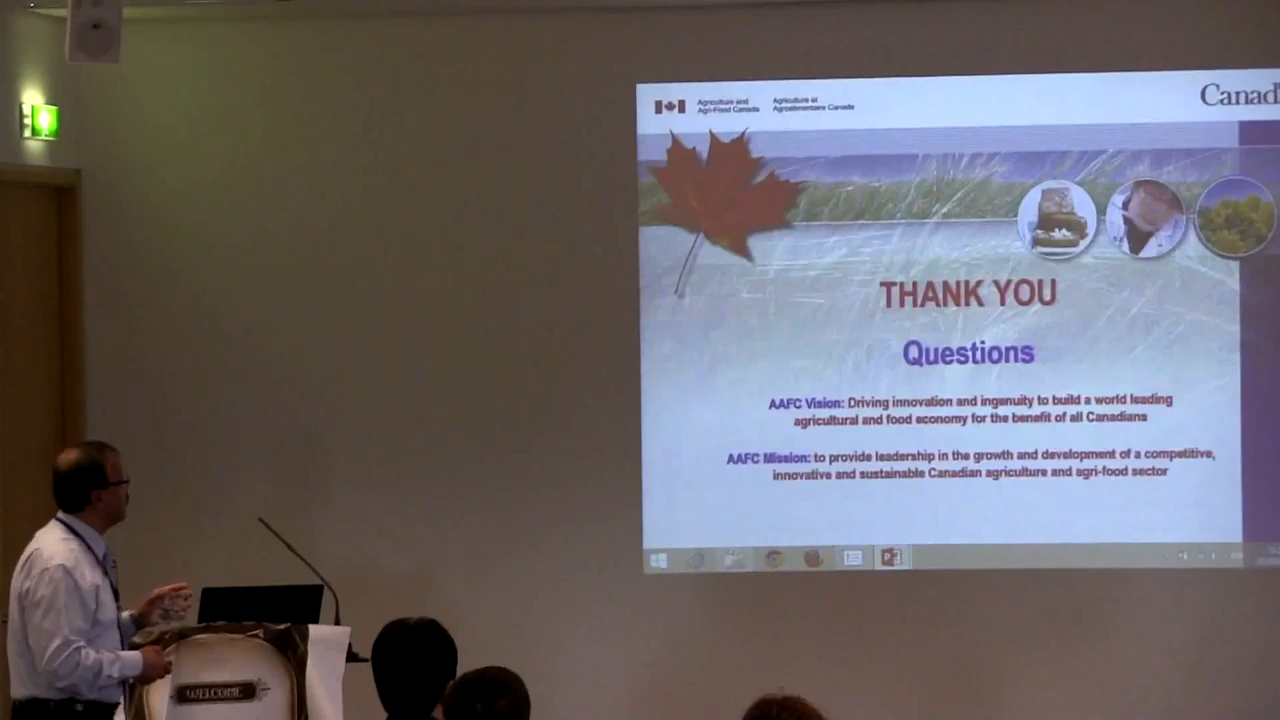 Agriculture and
Agri-Food Canada
Agriculture et
Agroalimentaire Canada
Canad
THANK YOU
Questions
AAFC Vision: Driving innovation and ingenuity to build a world leading
agricultural and food economy for the benefit of all Canadians
AAFC Mission: to provide leadership in the growth and development of a competitive,
innovative and sustainable Canadian agriculture and agri-food sector
WELCOME